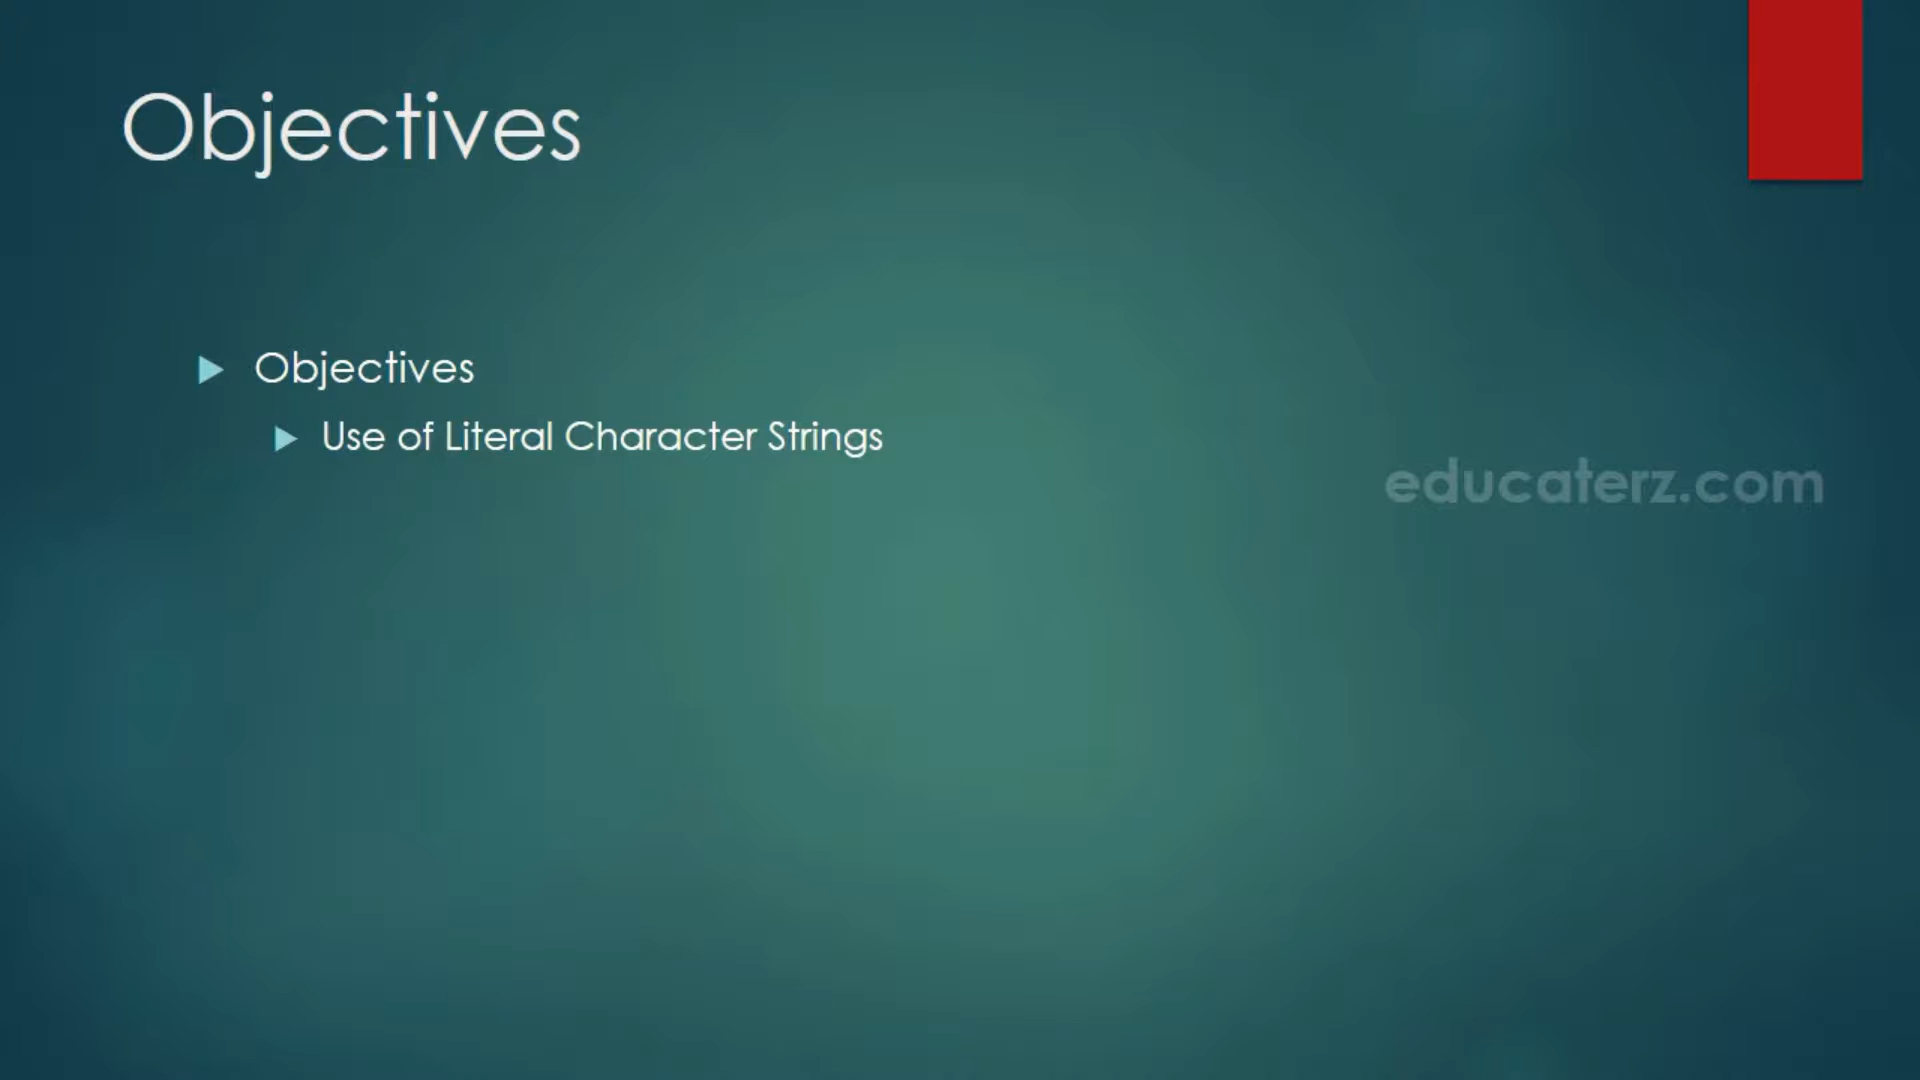 Objectives
Objectives
Use of Literal Character Strings
educaterz.com